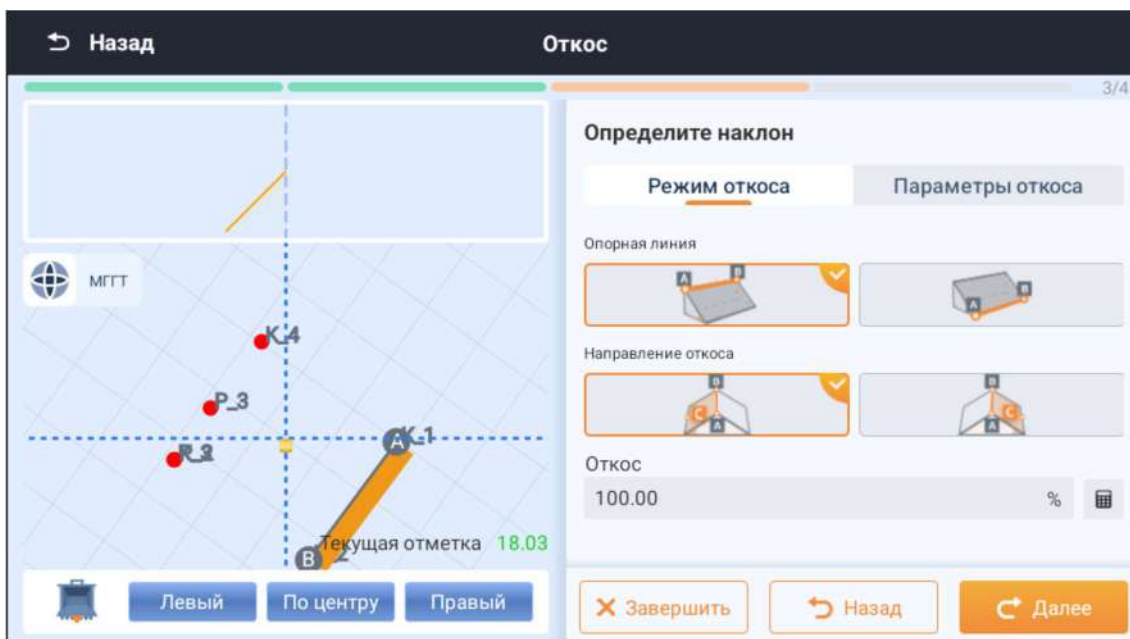 Назад
Откос
3/4
Определите наклон
Режим откоса
Параметры откоса
Опорная линия
A
B
A
B
Направление откоса
B
C
A
B
C
A
Откос
100.00 %
МГГТ
K_4
P_3
A
K_1
B
Текущая отметка 18.03
Левый
По центру
Правый
Завершить
Назад
Далее